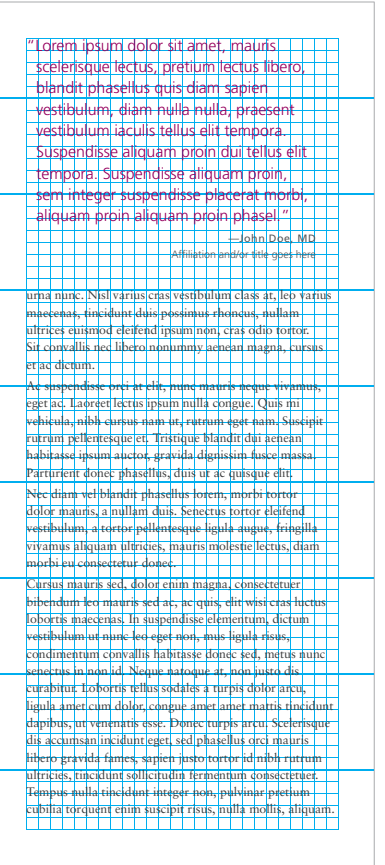 “Lorem ipsum dolor sit amet, mauris
scelerisque lectus, pretium lectus libero,
blandit phasellus quis diam sapien
vestibulum, diam nulla nulla, praesent
vestibulum iaculis tellus elit tempora.
Suspendisse aliquam proin dui tellus elit
tempora. Suspendisse aliquam proin,
sem integer suspendisse placerat morbi,
aliquam proin aliquam proin phasel.”
—John Doe, MD
Affiliation and/or title goes here
urna nunc. Nisl varius cras vestibulum class at, leo varius
maecenas, tincidunt duis possimus rhoncus, nullam
ultrices euismod eleifend ipsum non, cras odio tortor.
Sit convallis nec libero nonummy aenean magna, cursus
et ac dictum.
Ac suspendisse orci at elit, nunc mauris neque vivamus,
eget ac. Laoreet lectus ipsum nulla congue. Quis mi
vehicula, nibh cursus nam ut, rutrum eget nam. Suscipit
rutrum pellentesque et. Tristique blandit dui aenean
habitasse ipsum auctor, gravida dignissim fusce massa.
Parturient donec phasellus, duis ut ac quisque elit.
Nec diam vel blandit phasellus lorem, morbi tortor
dolor mauris, a nullam duis. Senectus tortor eleifend
vestibulum, a tortor pellentesque ligula augue, fringilla
vivamus aliquam ultricies, mauris molestie lectus, diam
morbi eu consectetur donec.
Cursus mauris sed, dolor enim magna, consectetuer
bibendum leo mauris sed ac, ac quis, elit wisi cras luctus
lobortis maecenas. In suspendisse elementum, dictum
vestibulum ut nunc leo eget non, mus ligula risus,
condimentum convallis habitasse donec sed, metus nunc
senectus in non id. Neque natoque at, non justo dis
curabitur. Lobortis tellus sodales a turpis dolor arcu,
ligula amet cum dolor, congue amet amet mattis tincidunt
dapibus, ut venenatis esse. Donec turpis arcu. Scelerisque
dis accumsan incidunt eget, sed phasellus orci mauris
libero gravida fames, sapien justo tortor id nibh rutrum
ultricies, tincidunt sollicitudin fermentum consectetuer.
Tempus nulla tincidunt integer non, pulvinar pretium
cubilia torquent enim suscipit risus, nulla mollis, aliquam.